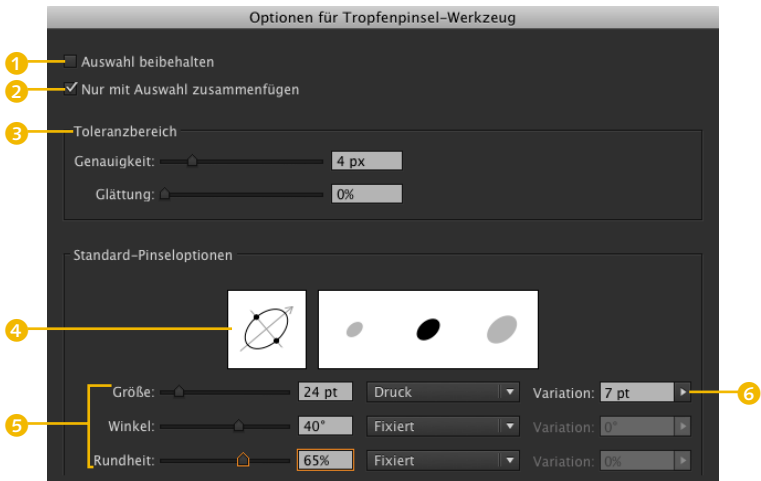 Optionen für Tropfenpinsel-Werkzeug
1 Auswahl beibehalten
2 Nur mit Auswahl zusammenfügen
3 Toleranzbereich
Genauigkeit: 4 px
Glättung: 0%
Standard-Pinseloptionen
4
Größe: 24 pt Druck Variation: 7 pt 6
5 Winkel: 40° Fixiert Variation: 0°
Rundheit: 65% Fixiert Variation: 0%